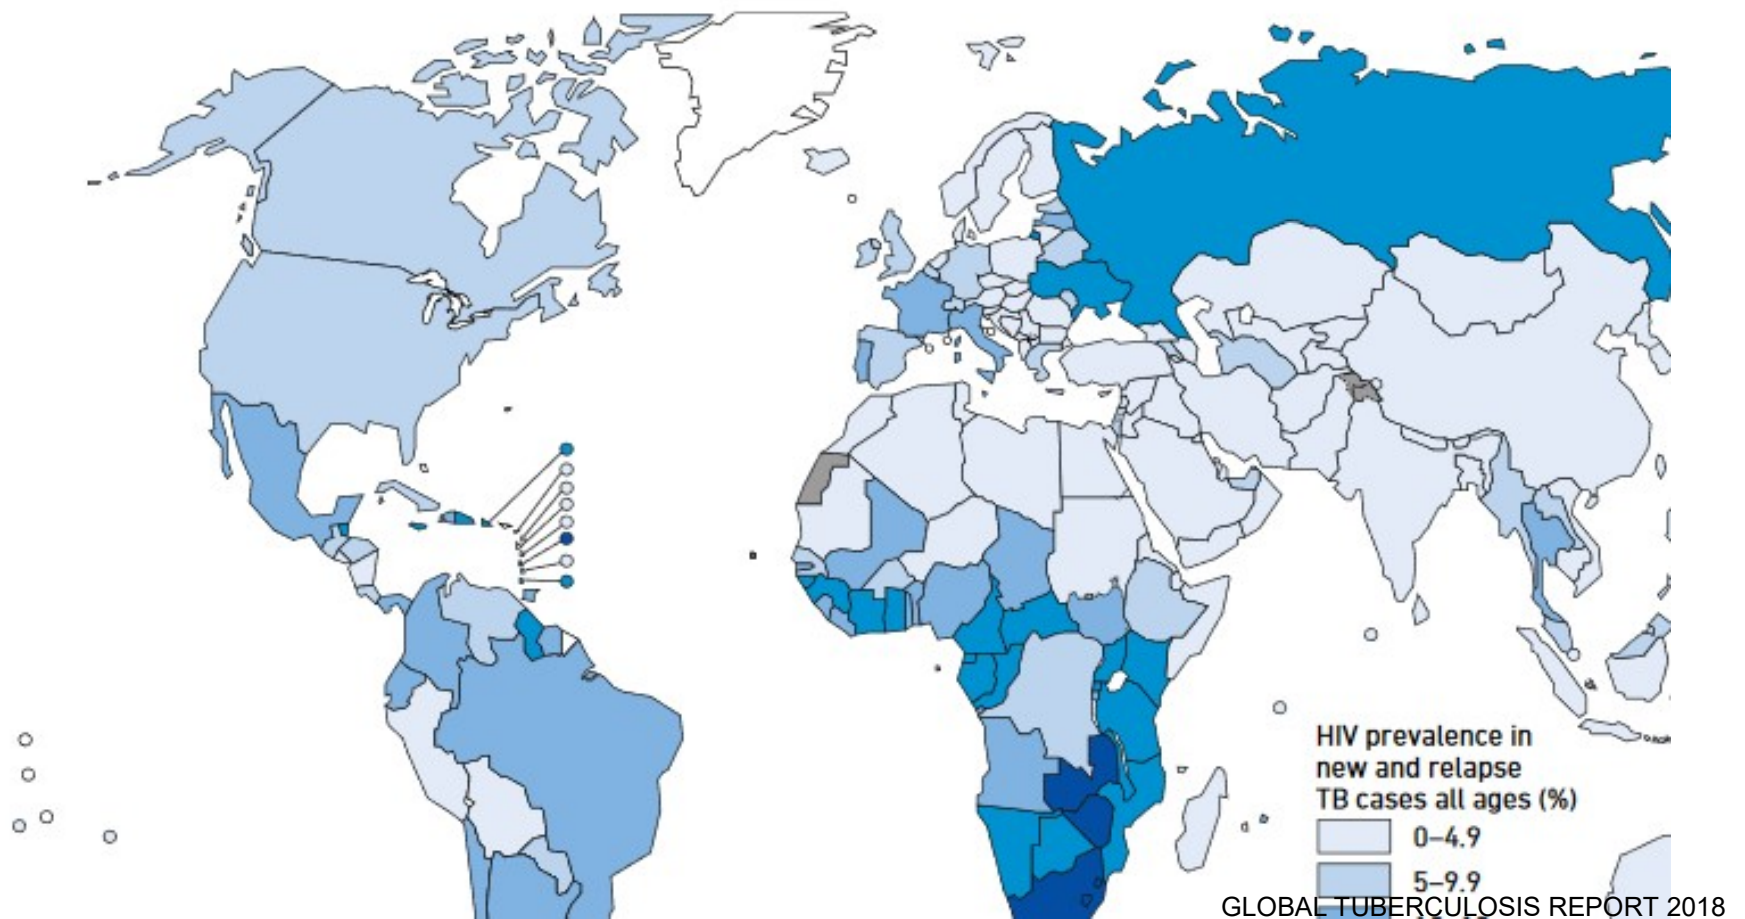 HIV prevalence in
new and relapse
TB cases all ages (%)
0–4.9
5–9.9
GLOBAL TUBERCULOSIS REPORT 2018